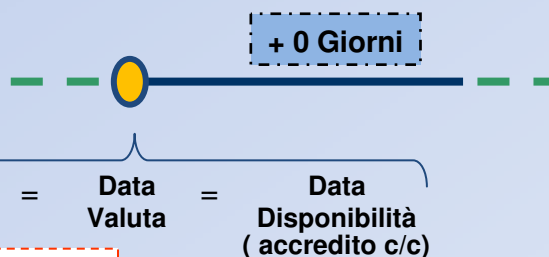 + 0 Giorni
= Data Valuta = Data Disponibilità
( accredito c/c)